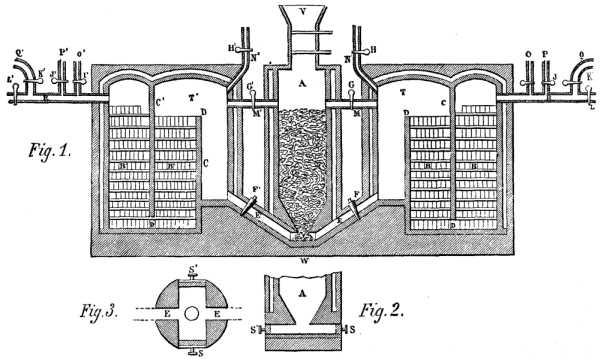 V
Q' P' O' H' N' N H O P Q
K' J' I' G' G J K
A' C' T' A T C L
M' M
D D
Fig. 1.
C
B' B' B B
F' F
E E
D' D
W
S'
Fig. 3. E E
S
A Fig. 2.
S' S